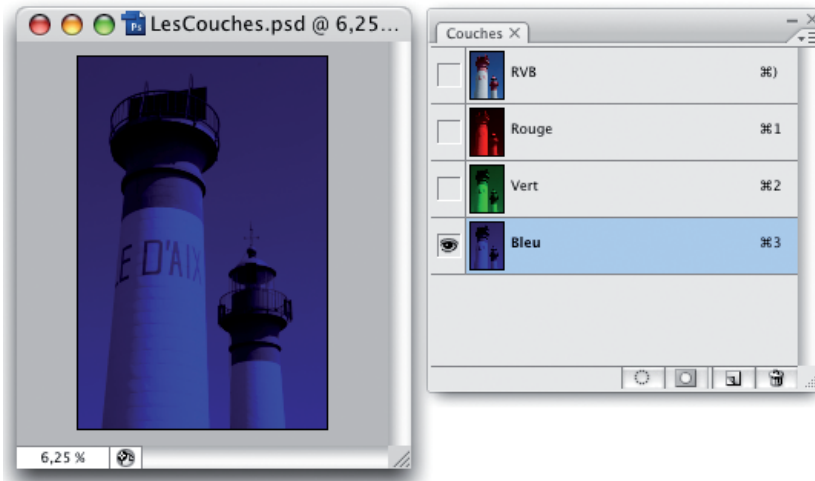 LesCouches.psd @ 6,25...
E D'AIX
6,25 %
Couches ×
RVB ⌘)
Rouge ⌘1
Vert ⌘2
Bleu ⌘3